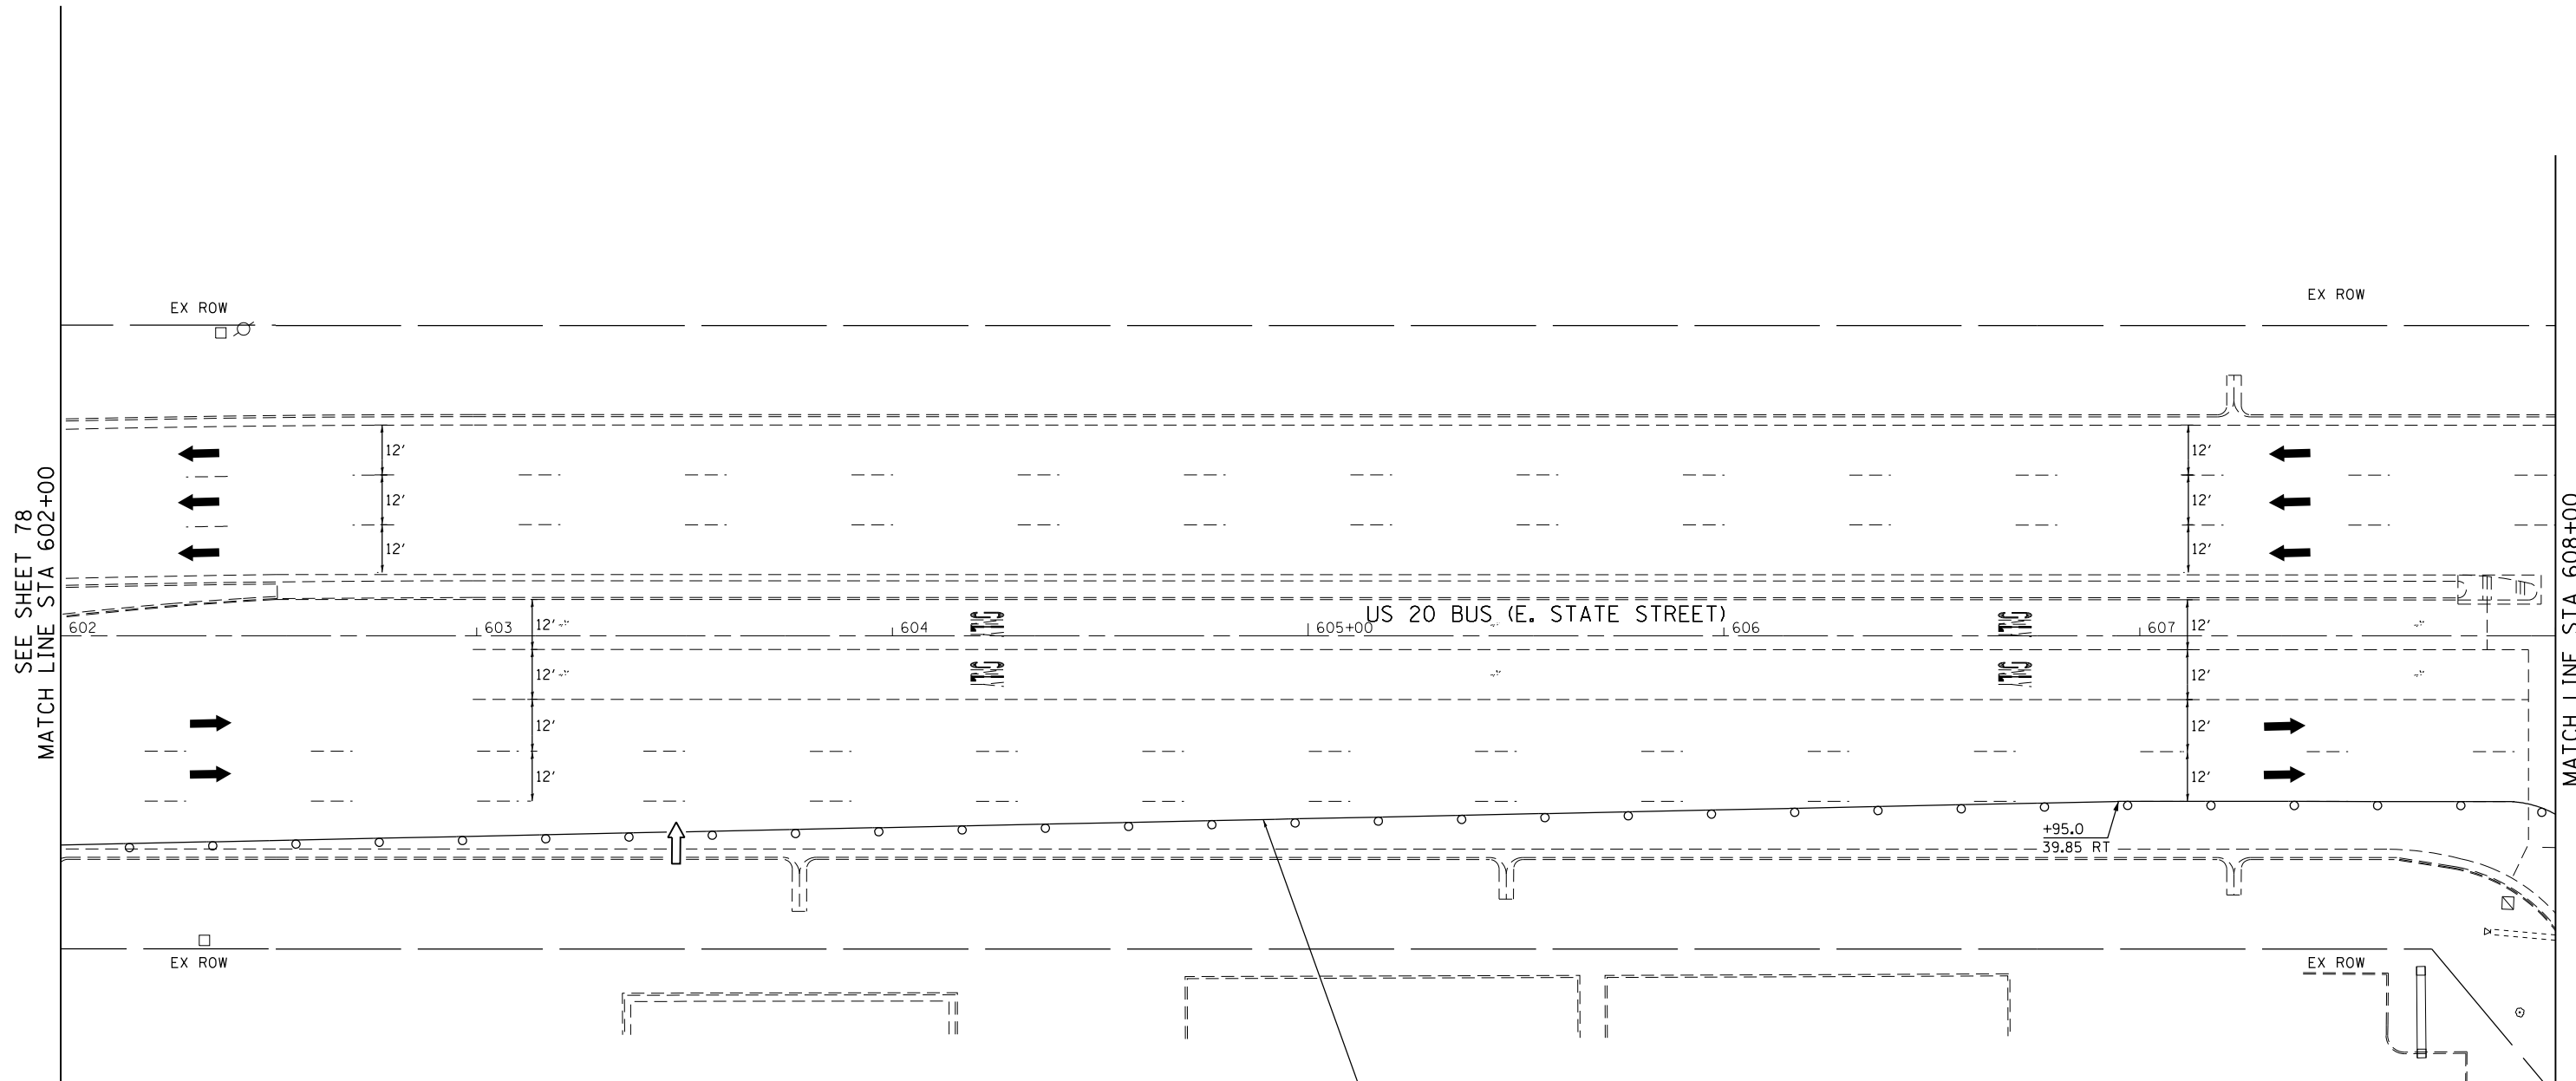 SEE SHEET 78
MATCH LINE STA 602+00
EX ROW
EX ROW
12'
12'
12'
12'
12'
12'
US 20 BUS (E. STATE STREET)
602
603
604
605+00
606
607
12'
12'
12'
12'
12'
12'
12'
12'
+95.0
39.85 RT
EX ROW
EX ROW
MATCH LINE STA 608+00